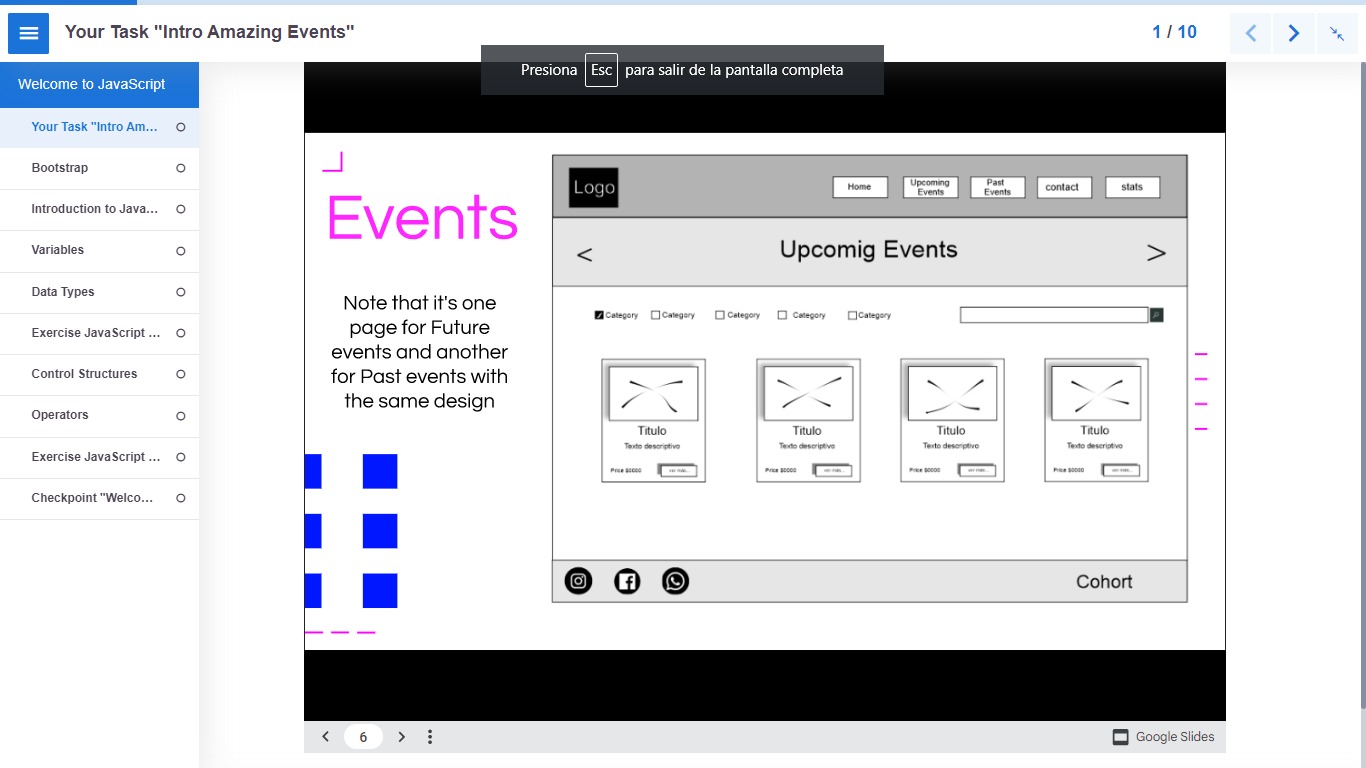 Your Task "Intro Amazing Events"
1 / 10
Presiona Esc para salir de la pantalla completa
Welcome to JavaScript
Your Task "Intro Am...
Bootstrap
Introduction to Java...
Variables
Data Types
Exercise JavaScript ...
Control Structures
Operators
Exercise JavaScript ...
Checkpoint "Welco...
Events
Note that it's one
page for Future
events and another
for Past events with
the same design
Logo
Home
Upcoming
Events
Past
Events
contact
stats
< Upcomig Events >
Category Category Category Category Category
Titulo Titulo Titulo Titulo
Texto descriptivo Texto descriptivo Texto descriptivo Texto descriptivo
Price $0000 ver más... Price $0000 ver más... Price $0000 ver más... Price $0000 ver más...
Cohort
6
Google Slides